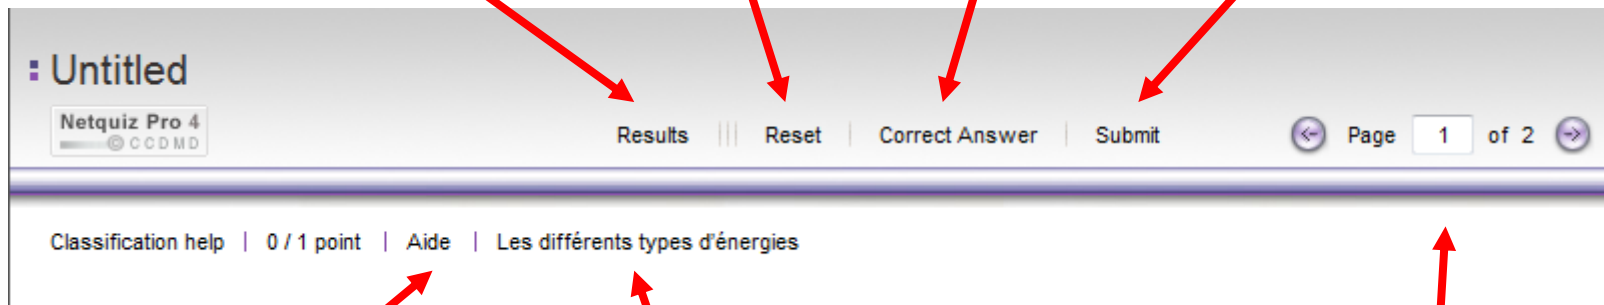 Untitled
Netquiz Pro 4
© CCDMD
Results Reset Correct Answer Submit Page 1 of 2
Classification help | 0 / 1 point | Aide | Les différents types d'énergies